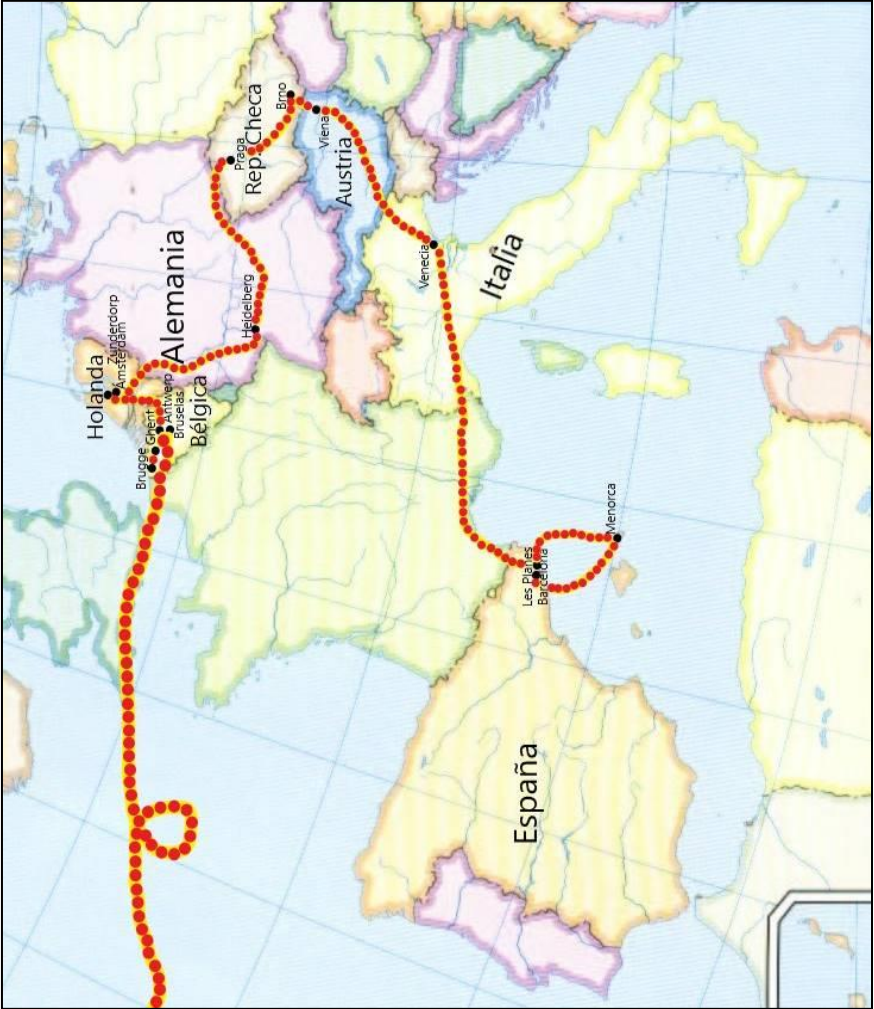 Holanda
Zunderdorp
Amsterdam
Brugge
Ghent
Antwerp
Bruselas
Bélgica
Alemania
Heidelberg
Praga
Rep. Checa
Brno
Viena
Austria
Venecia
Italia
Les Planes
Barcelona
Menorca
España